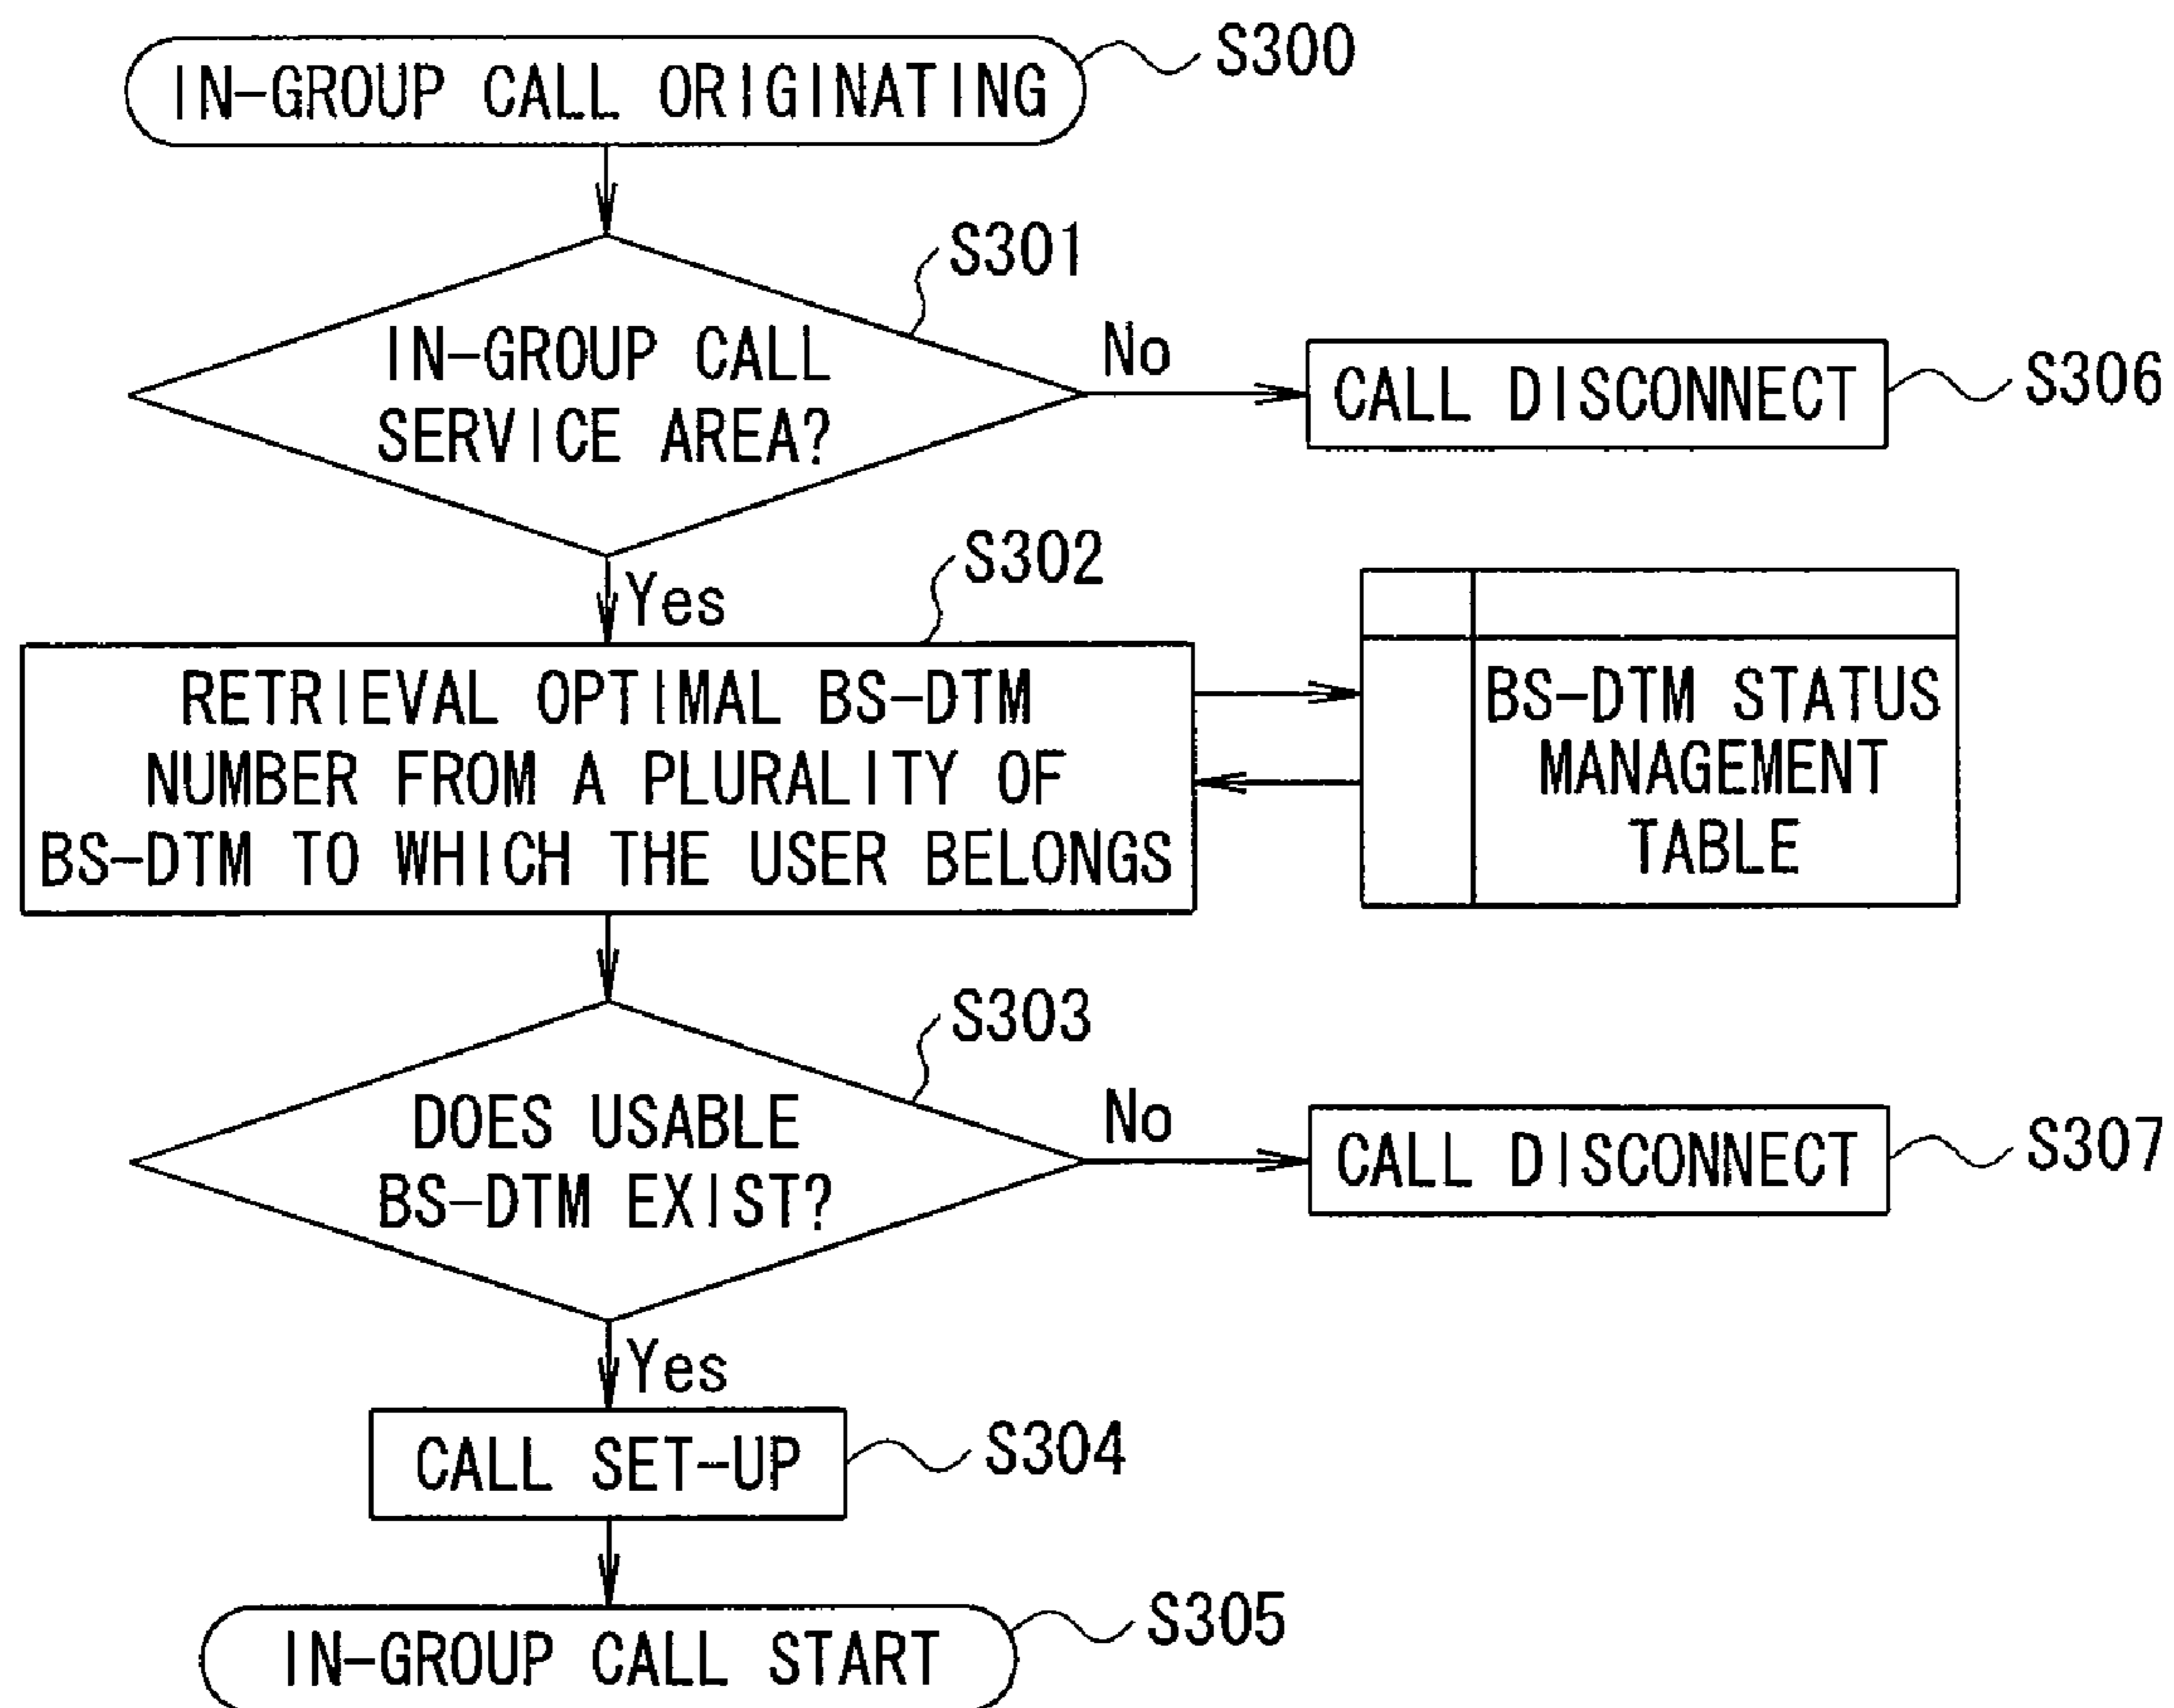 IN-GROUP CALL ORIGINATING
S300
S301
IN-GROUP CALL
SERVICE AREA?
No
CALL DISCONNECT
S306
Yes
S302
RETRIEVAL OPTIMAL BS-DTM
NUMBER FROM A PLURALITY OF
BS-DTM TO WHICH THE USER BELONGS
BS-DTM STATUS
MANAGEMENT
TABLE
S303
DOES USABLE
BS-DTM EXIST?
No
CALL DISCONNECT
S307
Yes
CALL SET-UP
S304
IN-GROUP CALL START
S305